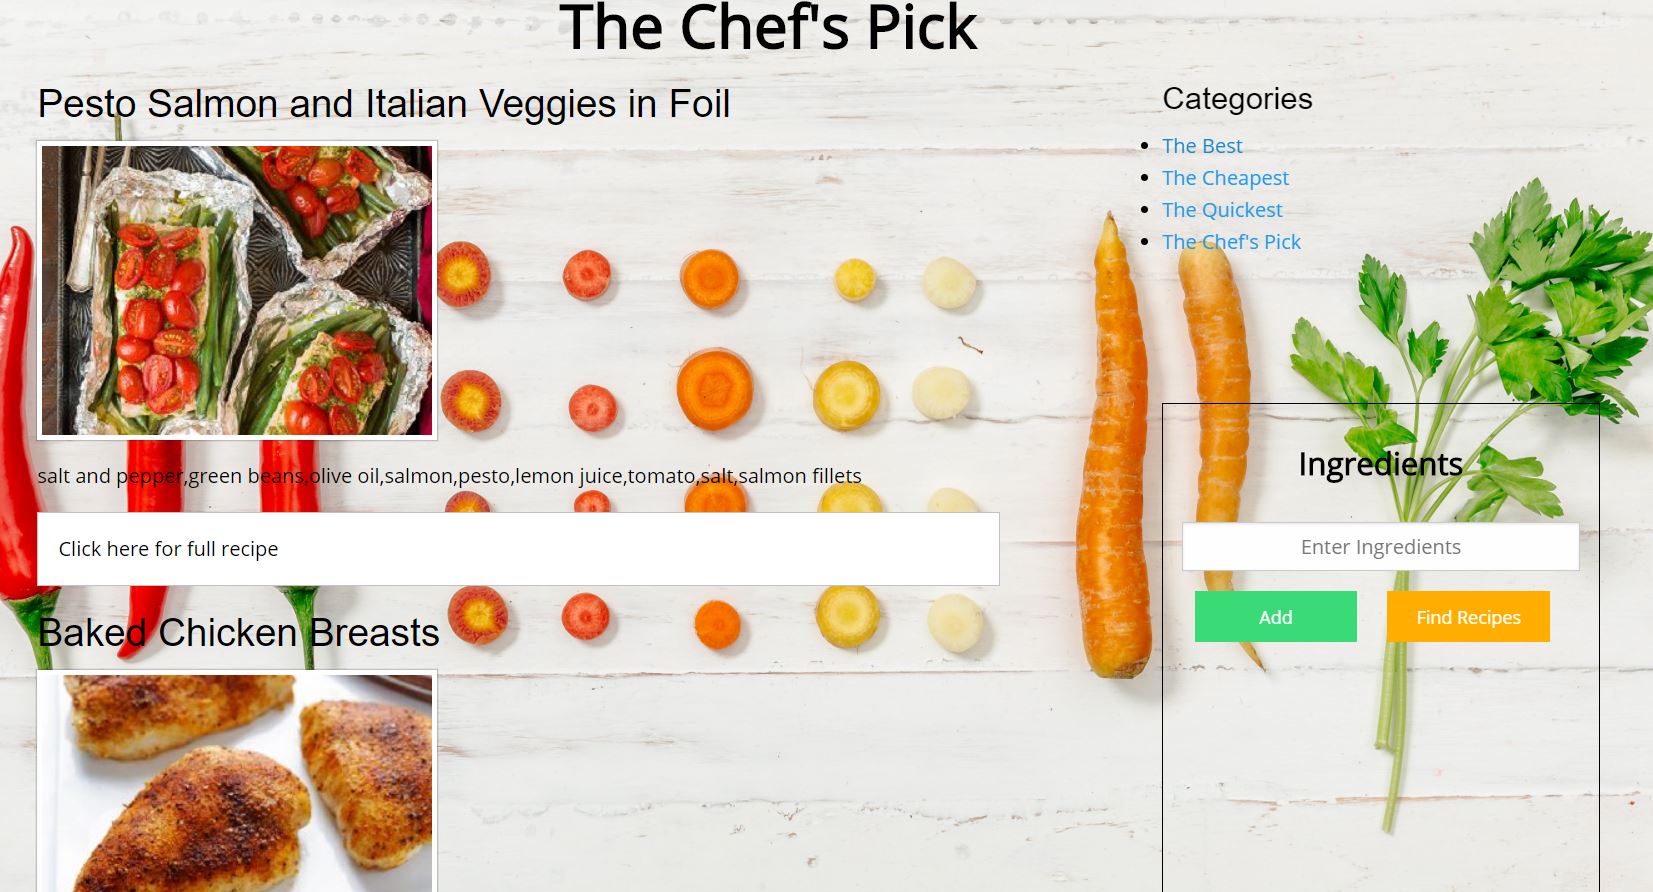 The Chef's Pick
Pesto Salmon and Italian Veggies in Foil
salt and pepper,green beans,olive oil,salmon,pesto,lemon juice,tomato,salt,salmon fillets
Click here for full recipe
Baked Chicken Breasts
Categories
The Best
The Cheapest
The Quickest
The Chef's Pick
Ingredients
Enter Ingredients
Add
Find Recipes